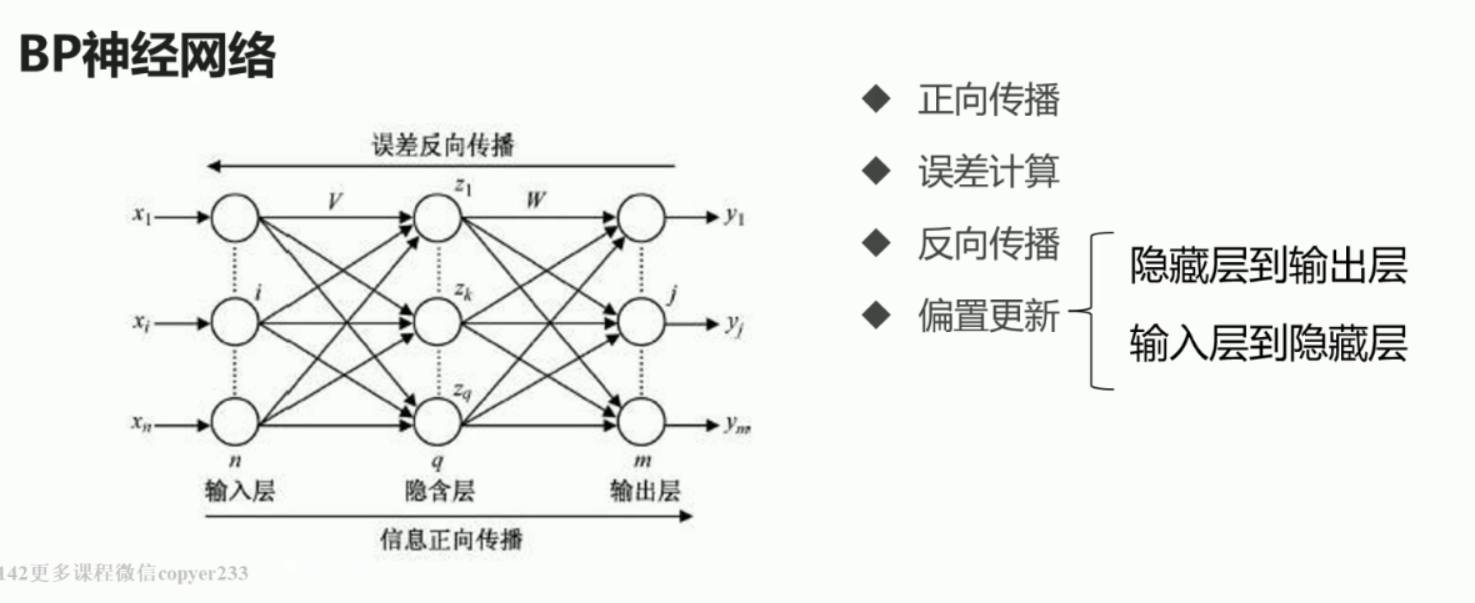 BP神经网络
误差反向传播
x1 V z1 W y1
xi i zk j yj
xn zq ym
n q m
输入层 隐含层 输出层
信息正向传播
◆ 正向传播
◆ 误差计算
◆ 反向传播
◆ 偏置更新
隐藏层到输出层
输入层到隐藏层
142更多课程微信copyer233